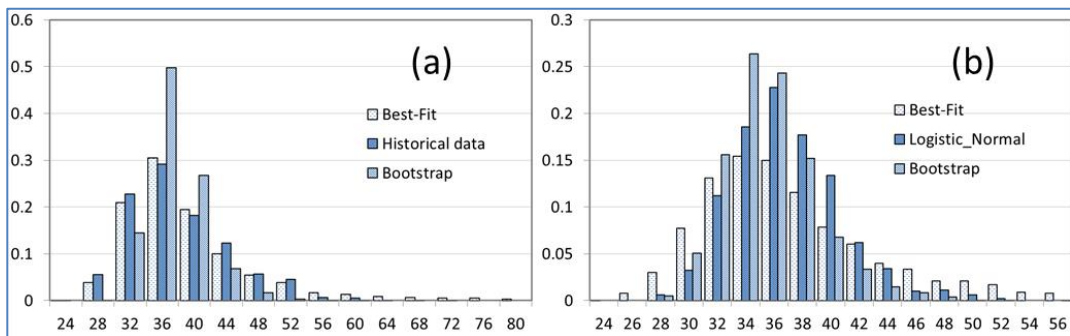 0.6
0.5
0.4
0.3
0.2
0.1
0
(a)
Best-Fit
Historical data
Bootstrap
24 28 32 36 40 44 48 52 56 60 64 68 72 76 80
0.3
0.25
0.2
0.15
0.1
0.05
0
(b)
Best-Fit
Logistic_Normal
Bootstrap
24 26 28 30 32 34 36 38 40 42 44 46 48 50 52 54 56